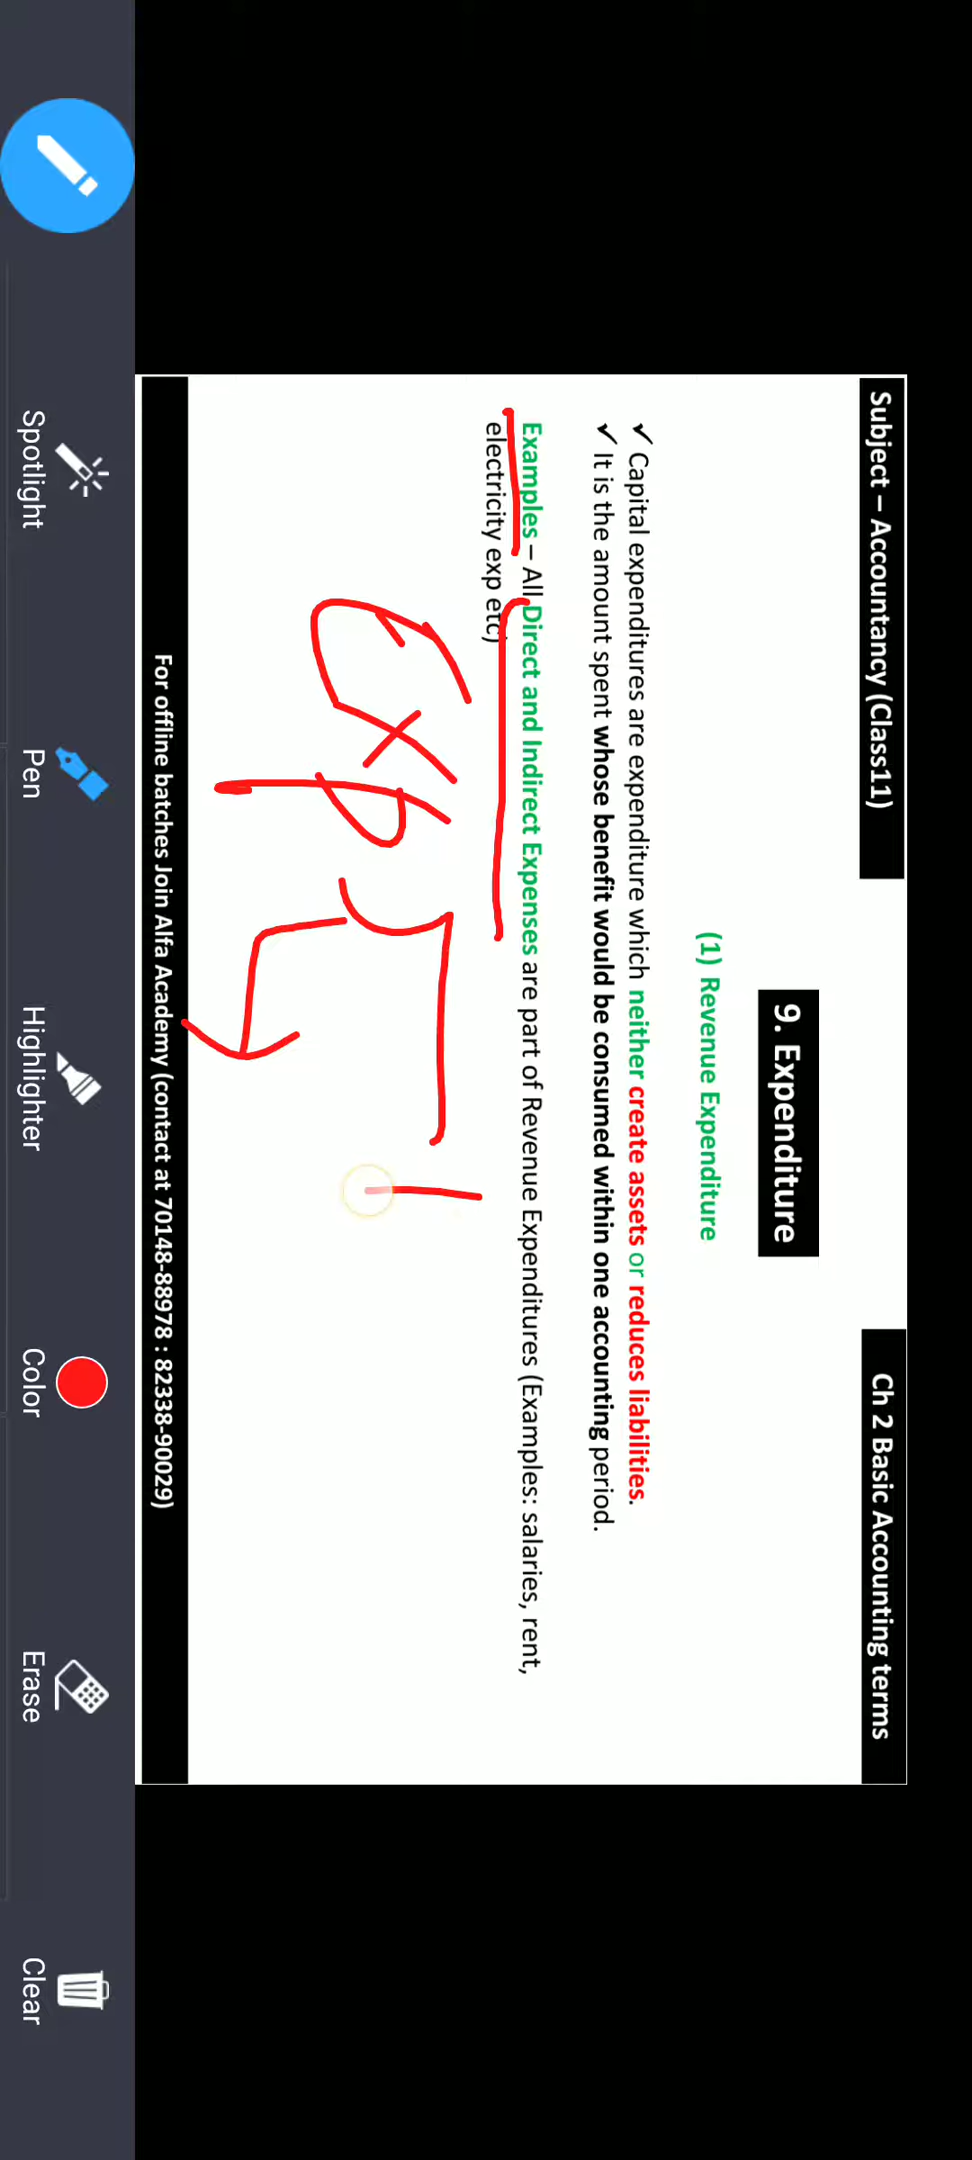 Subject – Accountancy (Class11)
Ch 2 Basic Accounting terms
9. Expenditure
(1) Revenue Expenditure
✓ Capital expenditures are expenditure which neither create assets or reduces liabilities.
✓ It is the amount spent whose benefit would be consumed within one accounting period.
Examples – All Direct and Indirect Expenses are part of Revenue Expenditures (Examples: salaries, rent,
electricity exp etc)
Exp
For offline batches Join Alfa Academy (contact at 70148-88978 : 82338-90029)
Spotlight
Pen
Highlighter
Color
Erase
Clear